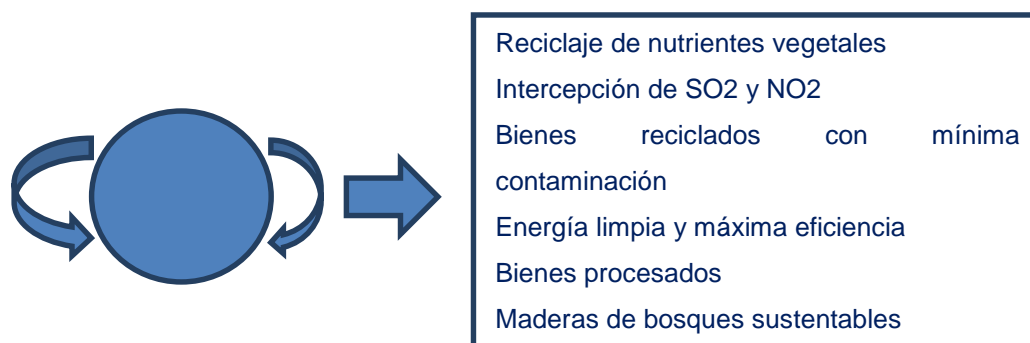 Reciclaje de nutrientes vegetales
Intercepción de SO2 y NO2
Bienes reciclados con mínima
contaminación
Energía limpia y máxima eficiencia
Bienes procesados
Maderas de bosques sustentables